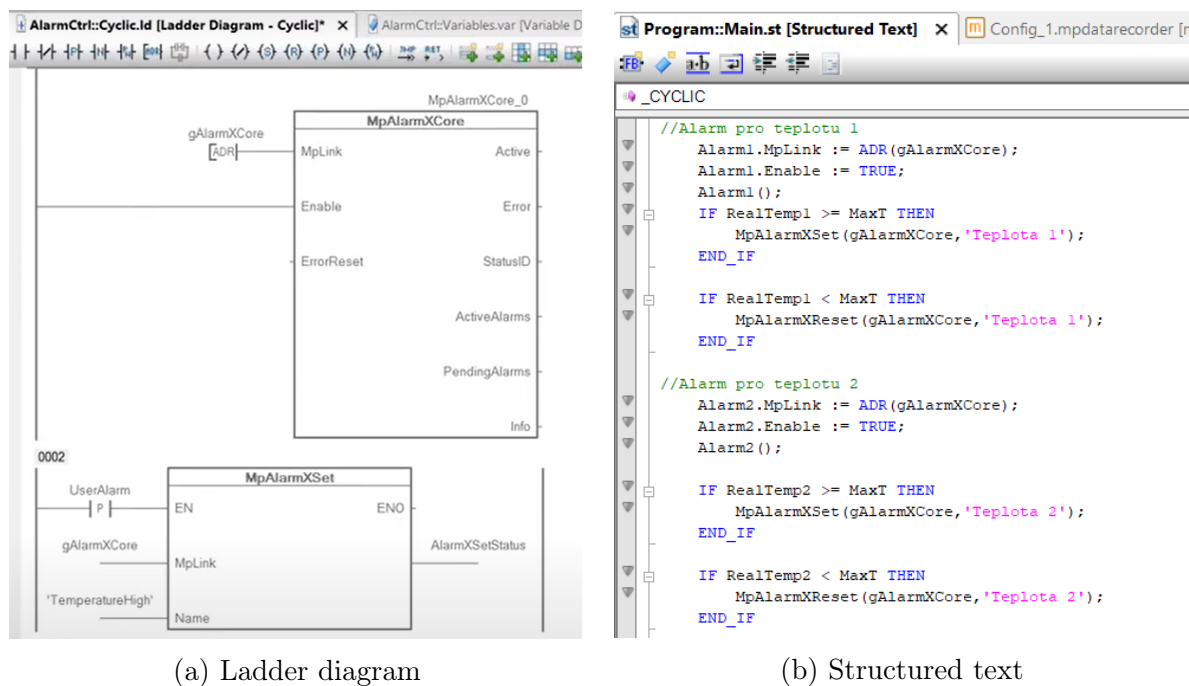 AlarmCtrl::Cyclic.ld [Ladder Diagram - Cyclic]* X AlarmCtrl::Variables.var [Variable D
MpAlarmXCore_0
MpAlarmXCore
gAlarmXCore
ADR
MpLink Active
Enable Error
ErrorReset StatusID
ActiveAlarms
PendingAlarms
Info
0002
MpAlarmXSet
UserAlarm
P
EN ENO
gAlarmXCore
AlarmXSetStatus
MpLink
'TemperatureHigh'
Name
(a) Ladder diagram
st Program::Main.st [Structured Text] X m Config_1.mpdatarecorder [
FB a-b
_CYCLIC
//Alarm pro teplotu 1
Alarm1.MpLink := ADR(gAlarmXCore);
Alarm1.Enable := TRUE;
Alarm1();
IF RealTemp1 >= MaxT THEN
MpAlarmXSet(gAlarmXCore,'Teplota 1');
END_IF
IF RealTemp1 < MaxT THEN
MpAlarmXReset(gAlarmXCore,'Teplota 1');
END_IF
//Alarm pro teplotu 2
Alarm2.MpLink := ADR(gAlarmXCore);
Alarm2.Enable := TRUE;
Alarm2();
IF RealTemp2 >= MaxT THEN
MpAlarmXSet(gAlarmXCore,'Teplota 2');
END_IF
IF RealTemp2 < MaxT THEN
MpAlarmXReset(gAlarmXCore,'Teplota 2');
END_IF
(b) Structured text